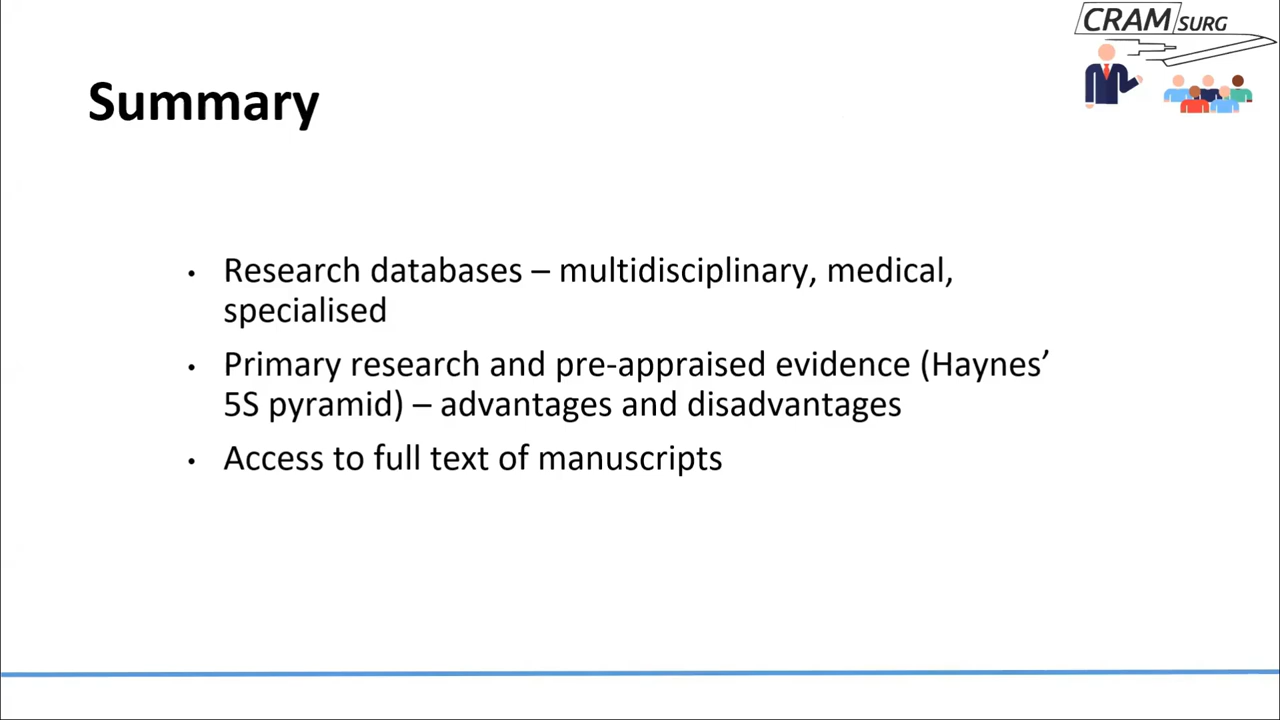 CRAM SURG
Summary
• Research databases – multidisciplinary, medical,
specialised
• Primary research and pre-appraised evidence (Haynes’
5S pyramid) – advantages and disadvantages
• Access to full text of manuscripts